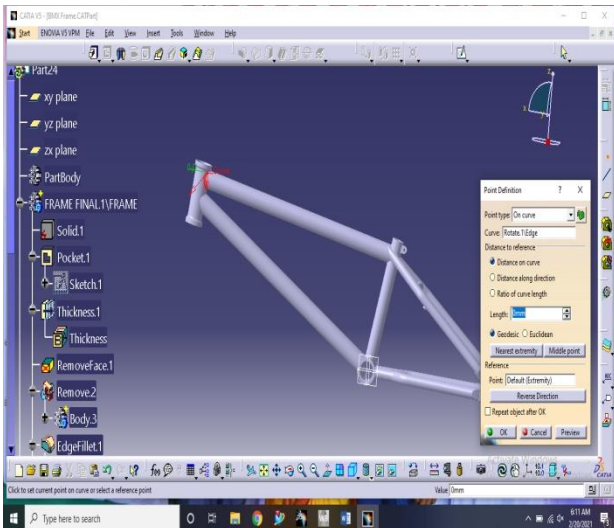 CATIA V5 - [BMX Frame.CATPart]
Start ENOVIA V5 VPM File Edit View Insert Tools Window Help
Part24
xy plane
yz plane
zx plane
PartBody
FRAME FINAL.1\FRAME
Solid.1
Pocket.1
Sketch.1
Thickness.1
Thickness
RemoveFace.1
Remove.2
Body.3
EdgeFillet.1
Point Definition ? X
Point type: On curve
Curve: Rotate.1\Edge
Distance to reference
Distance on curve
Distance along direction
Ratio of curve length
Length: 0mm
Geodesic Euclidean
Nearest extremity Middle point
Reference
Point: Default (Extremity)
Reverse Direction
Repeat object after OK
OK Cancel Preview
Click to set current point on curve or select a reference point
Value 0mm
Type here to search
6:11 AM
2/20/2021